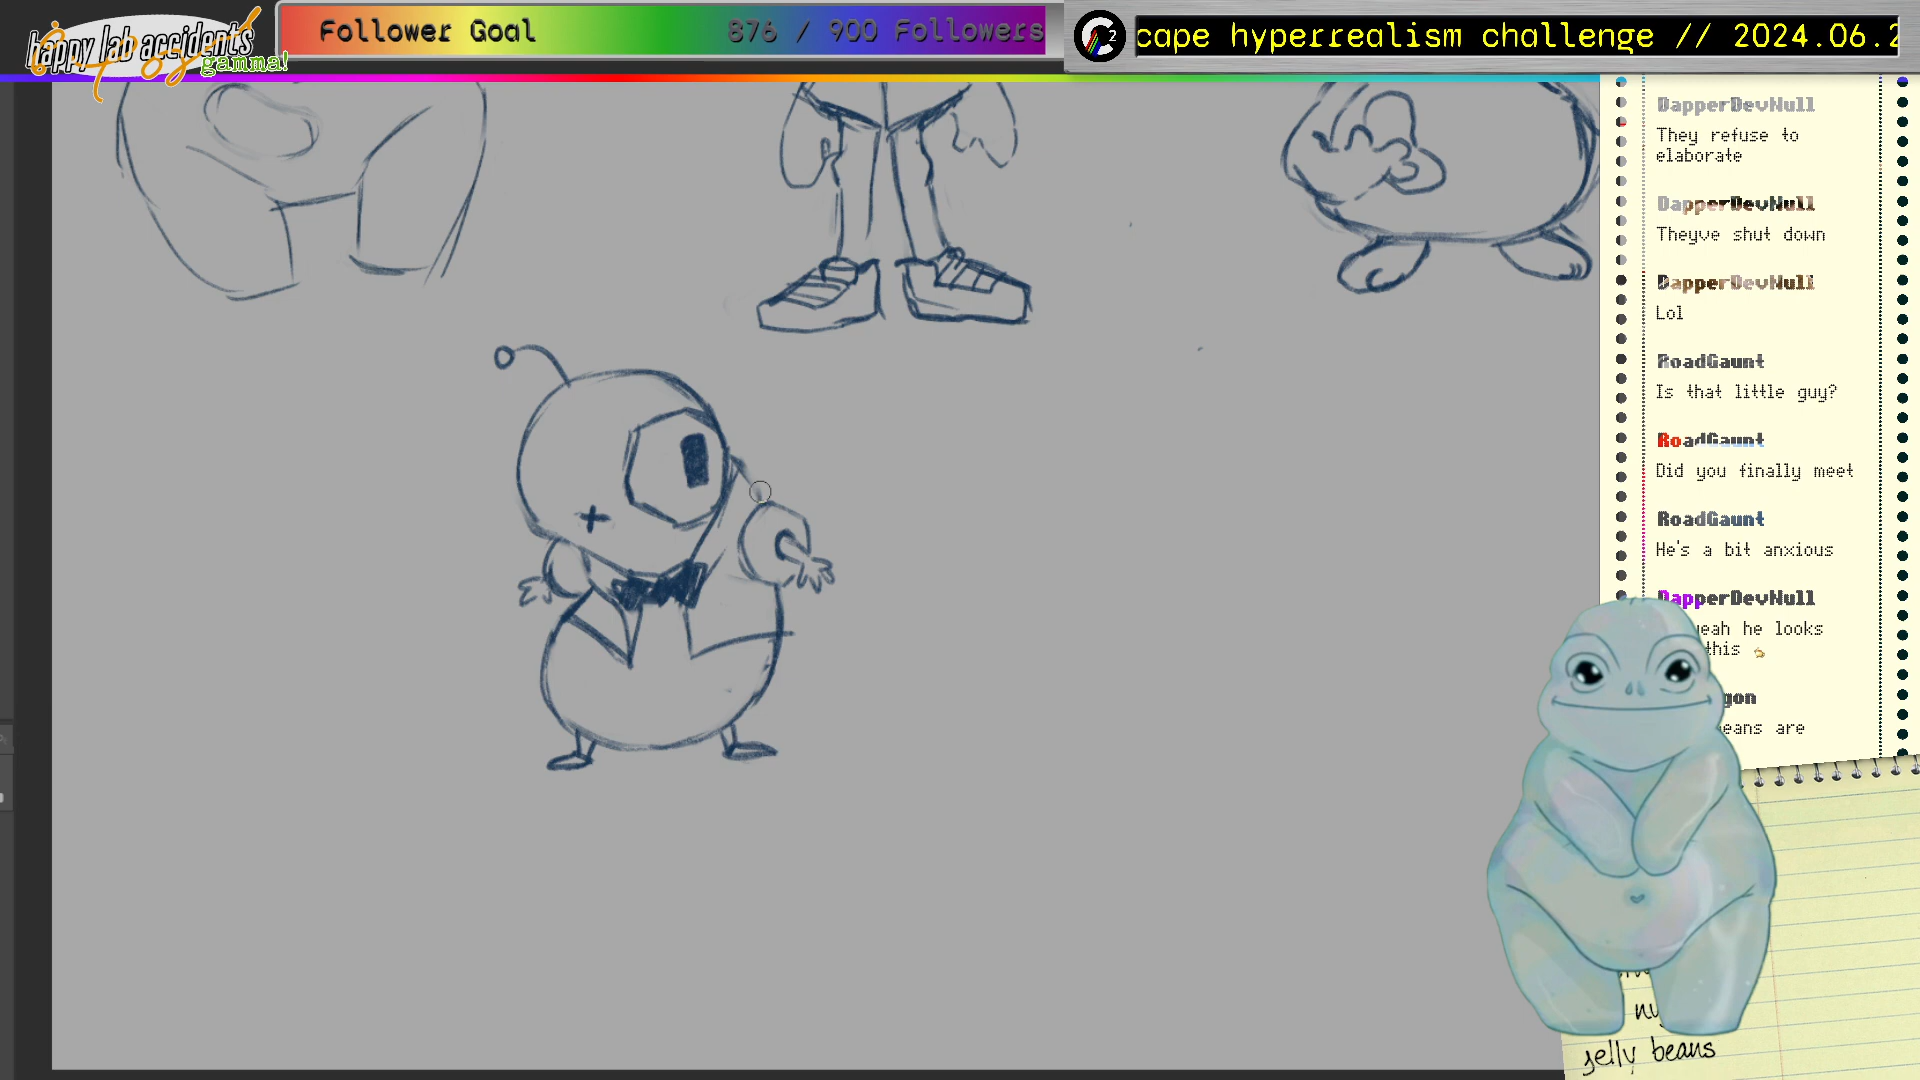 happy lab accidents
gamma!
Follower Goal
876 / 900 Followers
cape hyperrealism challenge // 2024.06.2
DapperDevNull
They refuse to
elaborate
DapperDevNull
Theyve shut down
DapperDevNull
Lol
RoadGaunt
Is that little guy?
RoadGaunt
Did you finally meet
RoadGaunt
He's a bit anxious
DapperDevNull
yeah he looks
this
gon
eans are
jelly beans